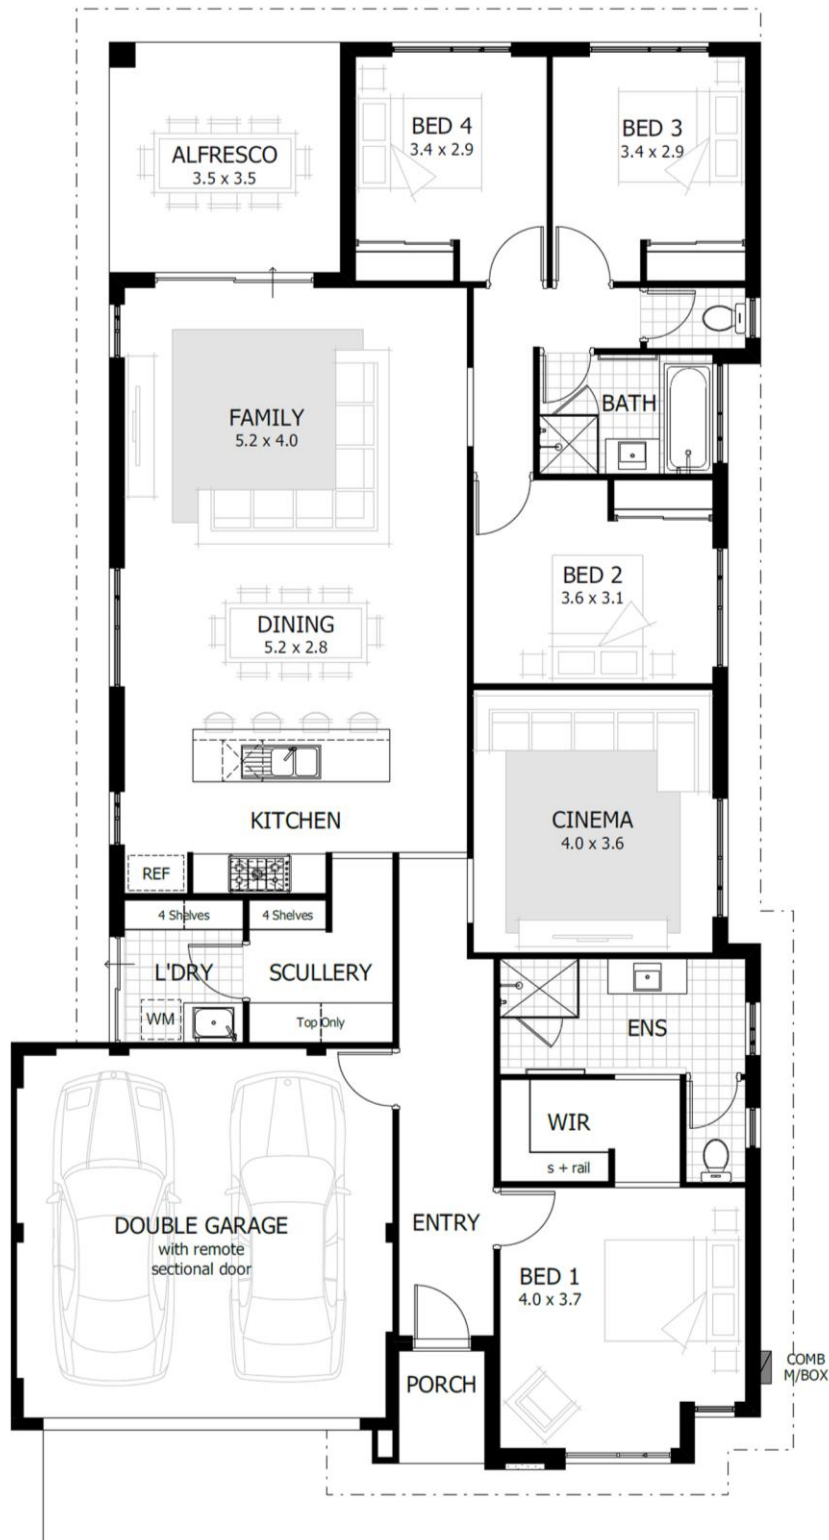 BED 4
3.4 x 2.9
BED 3
3.4 x 2.9
ALFRESCO
3.5 x 3.5
FAMILY
5.2 x 4.0
BATH
BED 2
3.6 x 3.1
DINING
5.2 x 2.8
KITCHEN
CINEMA
4.0 x 3.6
REF
4 Shelves
4 Shelves
L'DRY
SCULLERY
WM
Top Only
ENS
WIR
s + rail
DOUBLE GARAGE
with remote
sectional door
ENTRY
BED 1
4.0 x 3.7
PORCH
COMB
M/BOX